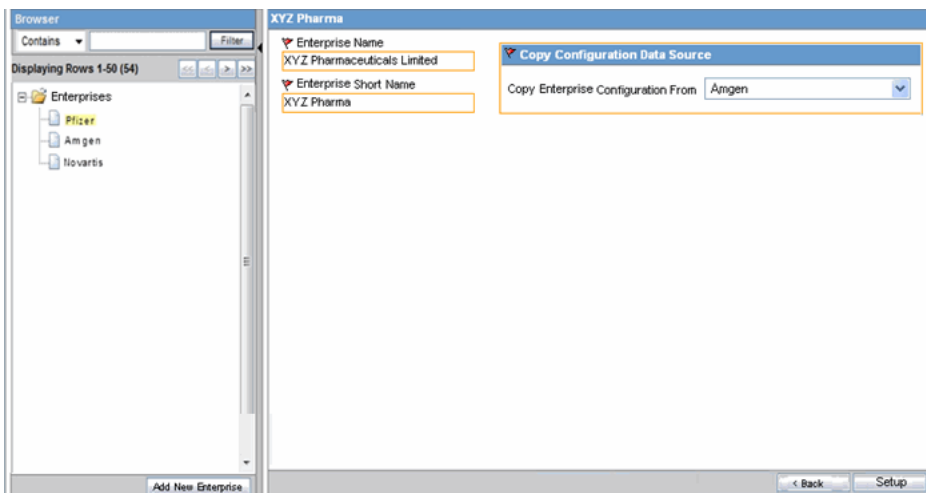 Browser
Contains
Filter
Displaying Rows 1-50 (54)
<< < > >>
Enterprises
Pfizer
Amgen
Novartis
Add New Enterprise
XYZ Pharma
Enterprise Name
XYZ Pharmaceuticals Limited
Enterprise Short Name
XYZ Pharma
Copy Configuration Data Source
Copy Enterprise Configuration From Amgen
< Back
Setup